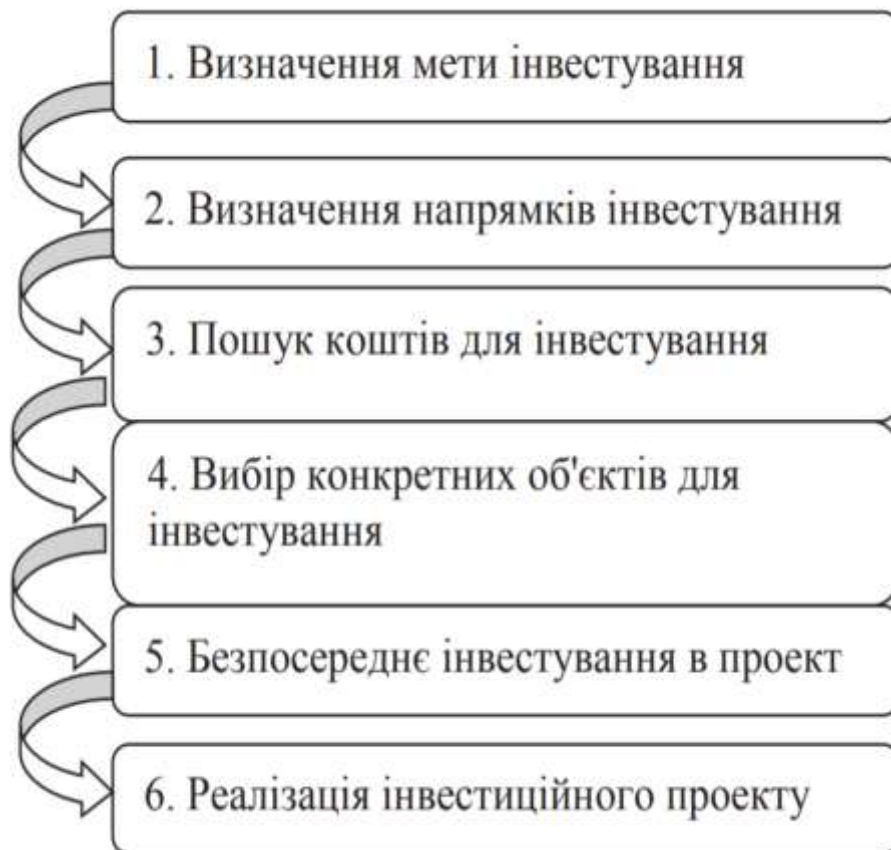 1. Визначення мети інвестування
2. Визначення напрямків інвестування
3. Пошук коштів для інвестування
4. Вибір конкретних об'єктів для
інвестування
5. Безпосереднє інвестування в проект
6. Реалізація інвестиційного проекту